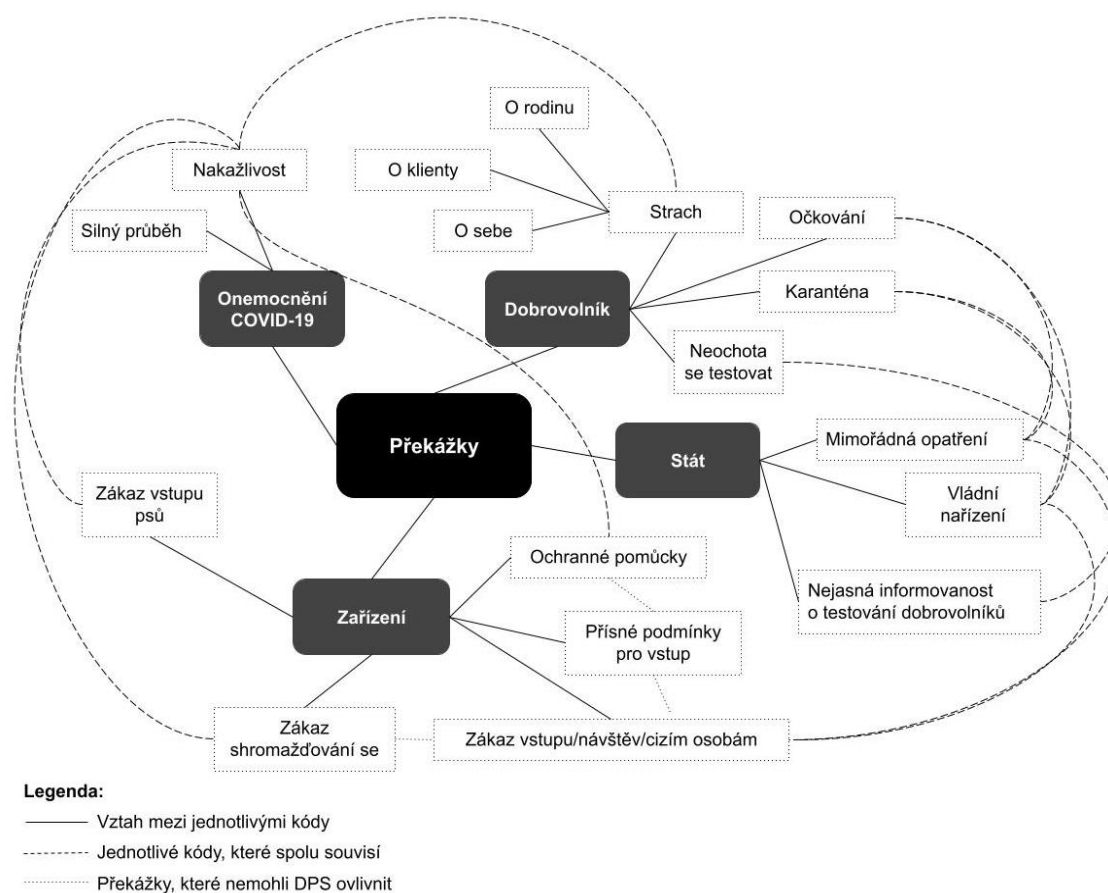 O rodinu
Nakažlivost
O klienty
Strach
Očkování
Silný průběh
O sebe
Onemocnění
COVID-19
Dobrovolník
Karanténa
Neochota
se testovat
Překážky
Stát
Mimořádná opatření
Zákaz vstupu
psů
Vládní
nařízení
Ochranné pomůcky
Zařízení
Nejasná informovanost
o testování dobrovolníků
Přísné podmínky
pro vstup
Zákaz
shromažďování se
Zákaz vstupu/návštěv/cizím osobám
Legenda:
Vztah mezi jednotlivými kódy
Jednotlivé kódy, které spolu souvisí
Překážky, které nemohli DPS ovlivnit